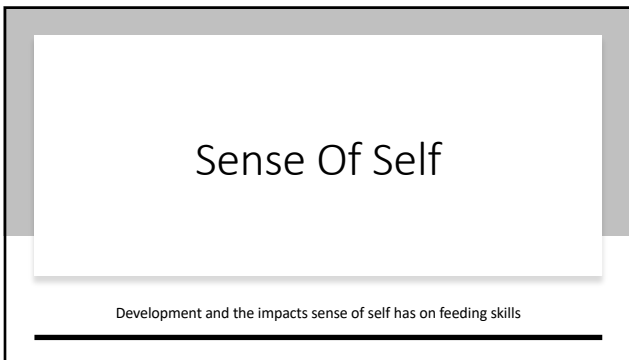 Sense Of Self
Development and the impacts sense of self has on feeding skills